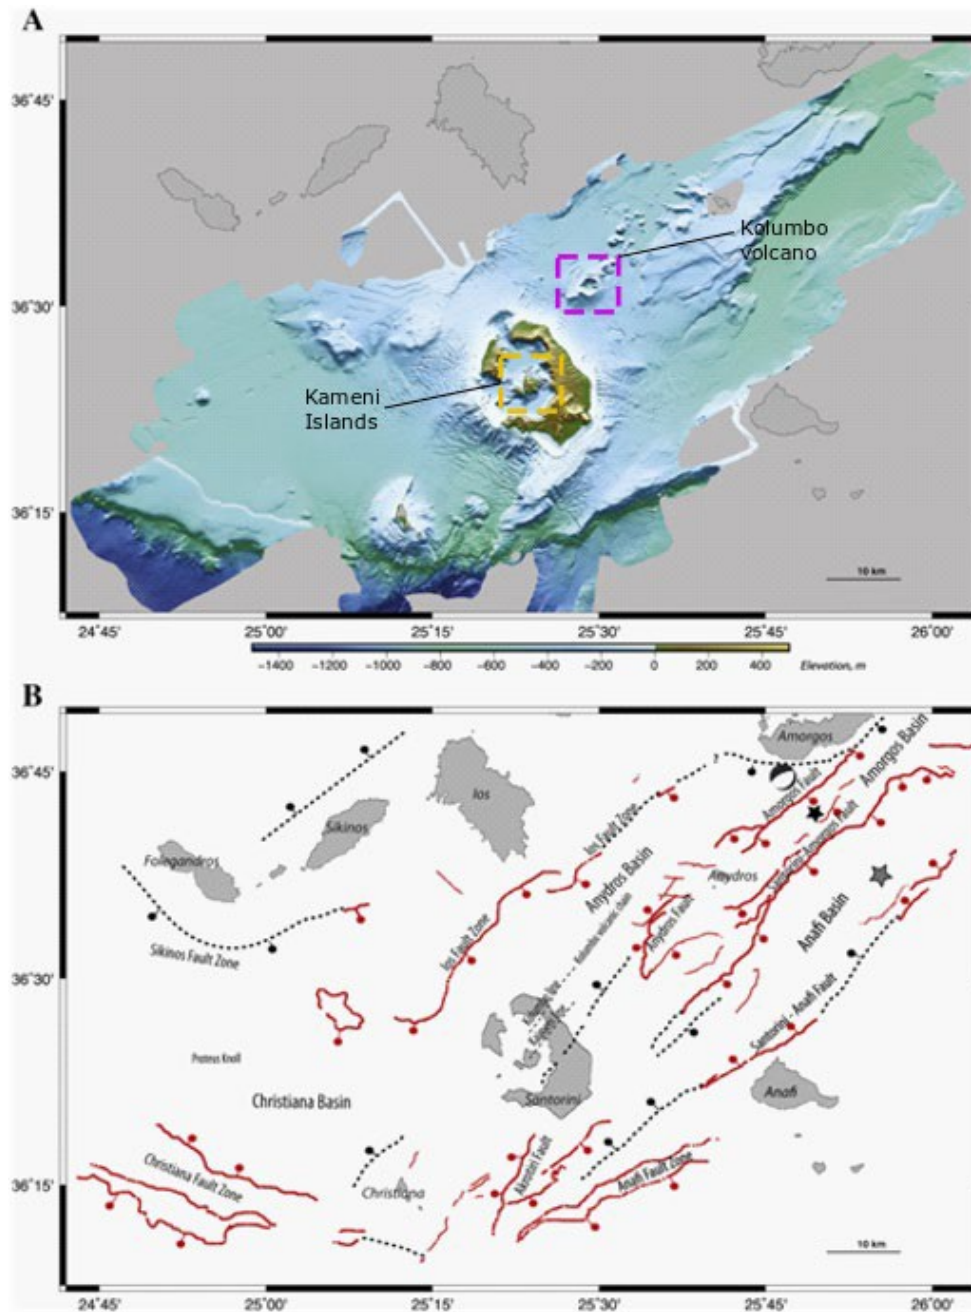 A
36˚45'
36˚30'
36˚15'
Kolumbo
volcano
Kameni
Islands
10 km
24˚45'
25˚00'
25˚15'
25˚30'
25˚45'
26˚00'
−1400
−1200
−1000
−800
−600
−400
−200
0
200
400
Elevation, m
B
36˚45'
36˚30'
36˚15'
Amorgos
Amorgos Basin
Amorgos Fault
Ios
Sikinos
Folegandros
Sikinos Fault Zone
Ios Fault Zone
Ios Fault Zone
?
Anydros Basin
Anydros
Anydros Fault
Santorini-Amorgos Fault
Anafi Basin
Kolumbo volcanic chain
Kolumbo line
Santorini
Santorini - Anafi Fault
Anafi
Proteus Knoll
Christiana Basin
Christiana Fault Zone
Christiana
Akrotiri Fault
Anafi Fault Zone
10 km
24˚45'
25˚00'
25˚15'
25˚30'
25˚45'
26˚00'